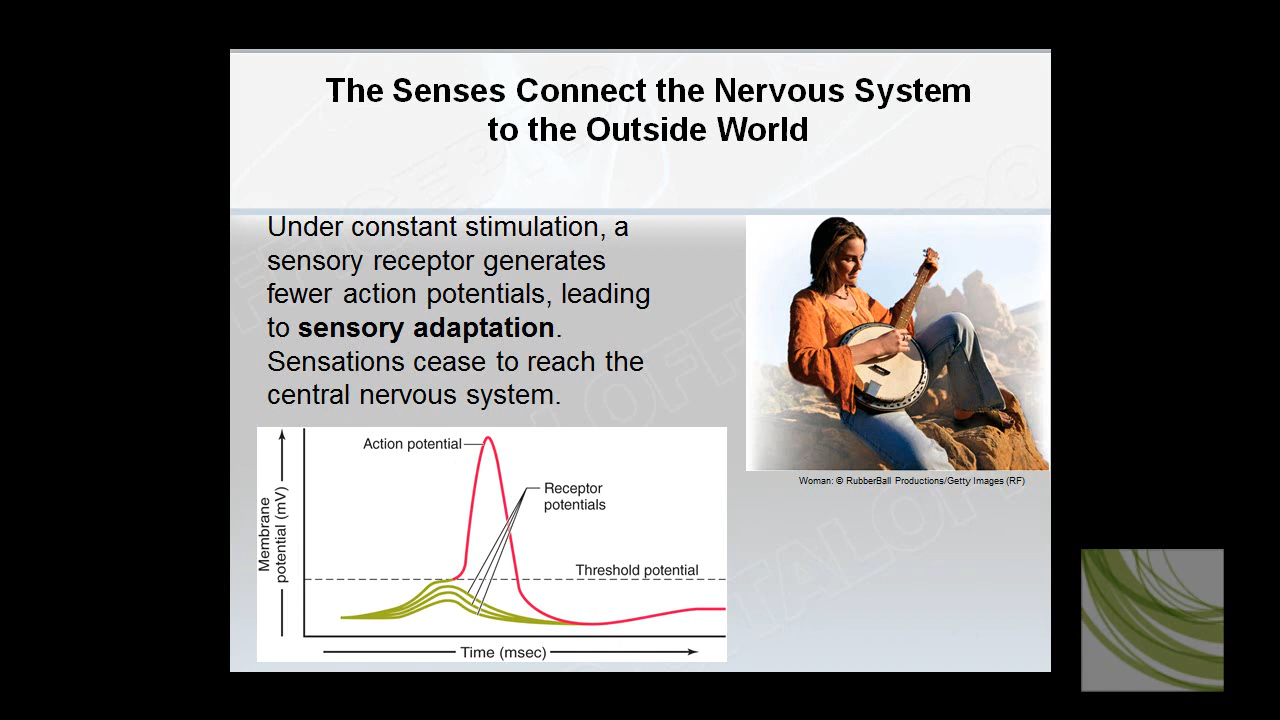 The Senses Connect the Nervous System
to the Outside World
Under constant stimulation, a
sensory receptor generates
fewer action potentials, leading
to sensory adaptation.
Sensations cease to reach the
central nervous system.
Woman: © RubberBall Productions/Getty Images (RF)
Action potential
Receptor
potentials
Threshold potential
Membrane
potential (mV)
Time (msec)